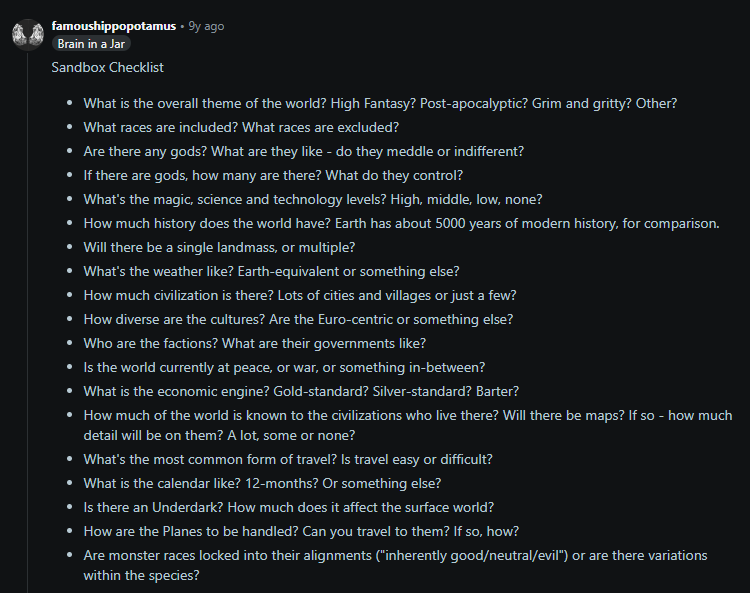 famoushippopotamus • 9y ago
Brain in a Jar
Sandbox Checklist
• What is the overall theme of the world? High Fantasy? Post-apocalyptic? Grim and gritty? Other?
• What races are included? What races are excluded?
• Are there any gods? What are they like - do they meddle or indifferent?
• If there are gods, how many are there? What do they control?
• What's the magic, science and technology levels? High, middle, low, none?
• How much history does the world have? Earth has about 5000 years of modern history, for comparison.
• Will there be a single landmass, or multiple?
• What's the weather like? Earth-equivalent or something else?
• How much civilization is there? Lots of cities and villages or just a few?
• How diverse are the cultures? Are the Euro-centric or something else?
• Who are the factions? What are their governments like?
• Is the world currently at peace, or war, or something in-between?
• What is the economic engine? Gold-standard? Silver-standard? Barter?
• How much of the world is known to the civilizations who live there? Will there be maps? If so - how much
detail will be on them? A lot, some or none?
• What's the most common form of travel? Is travel easy or difficult?
• What is the calendar like? 12-months? Or something else?
• Is there an Underdark? How much does it affect the surface world?
• How are the Planes to be handled? Can you travel to them? If so, how?
• Are monster races locked into their alignments ("inherently good/neutral/evil") or are there variations
within the species?